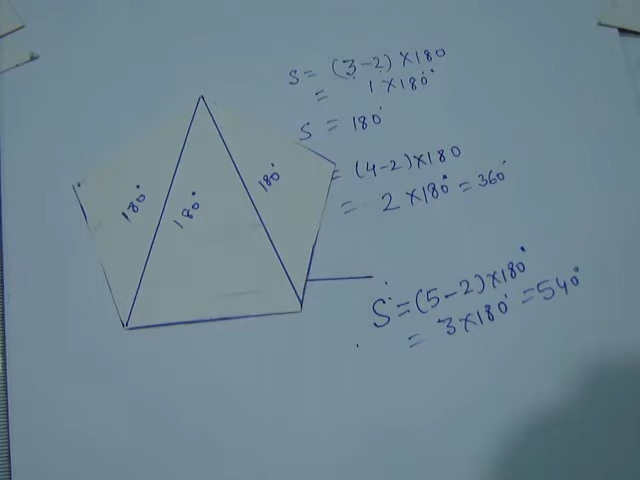 S = (3-2) × 180
= 1 × 180°
S = 180°
= (4-2) × 180
= 2 × 180° = 360°
S = (5-2) × 180°
= 3 × 180° = 540°
180°
180°
180°